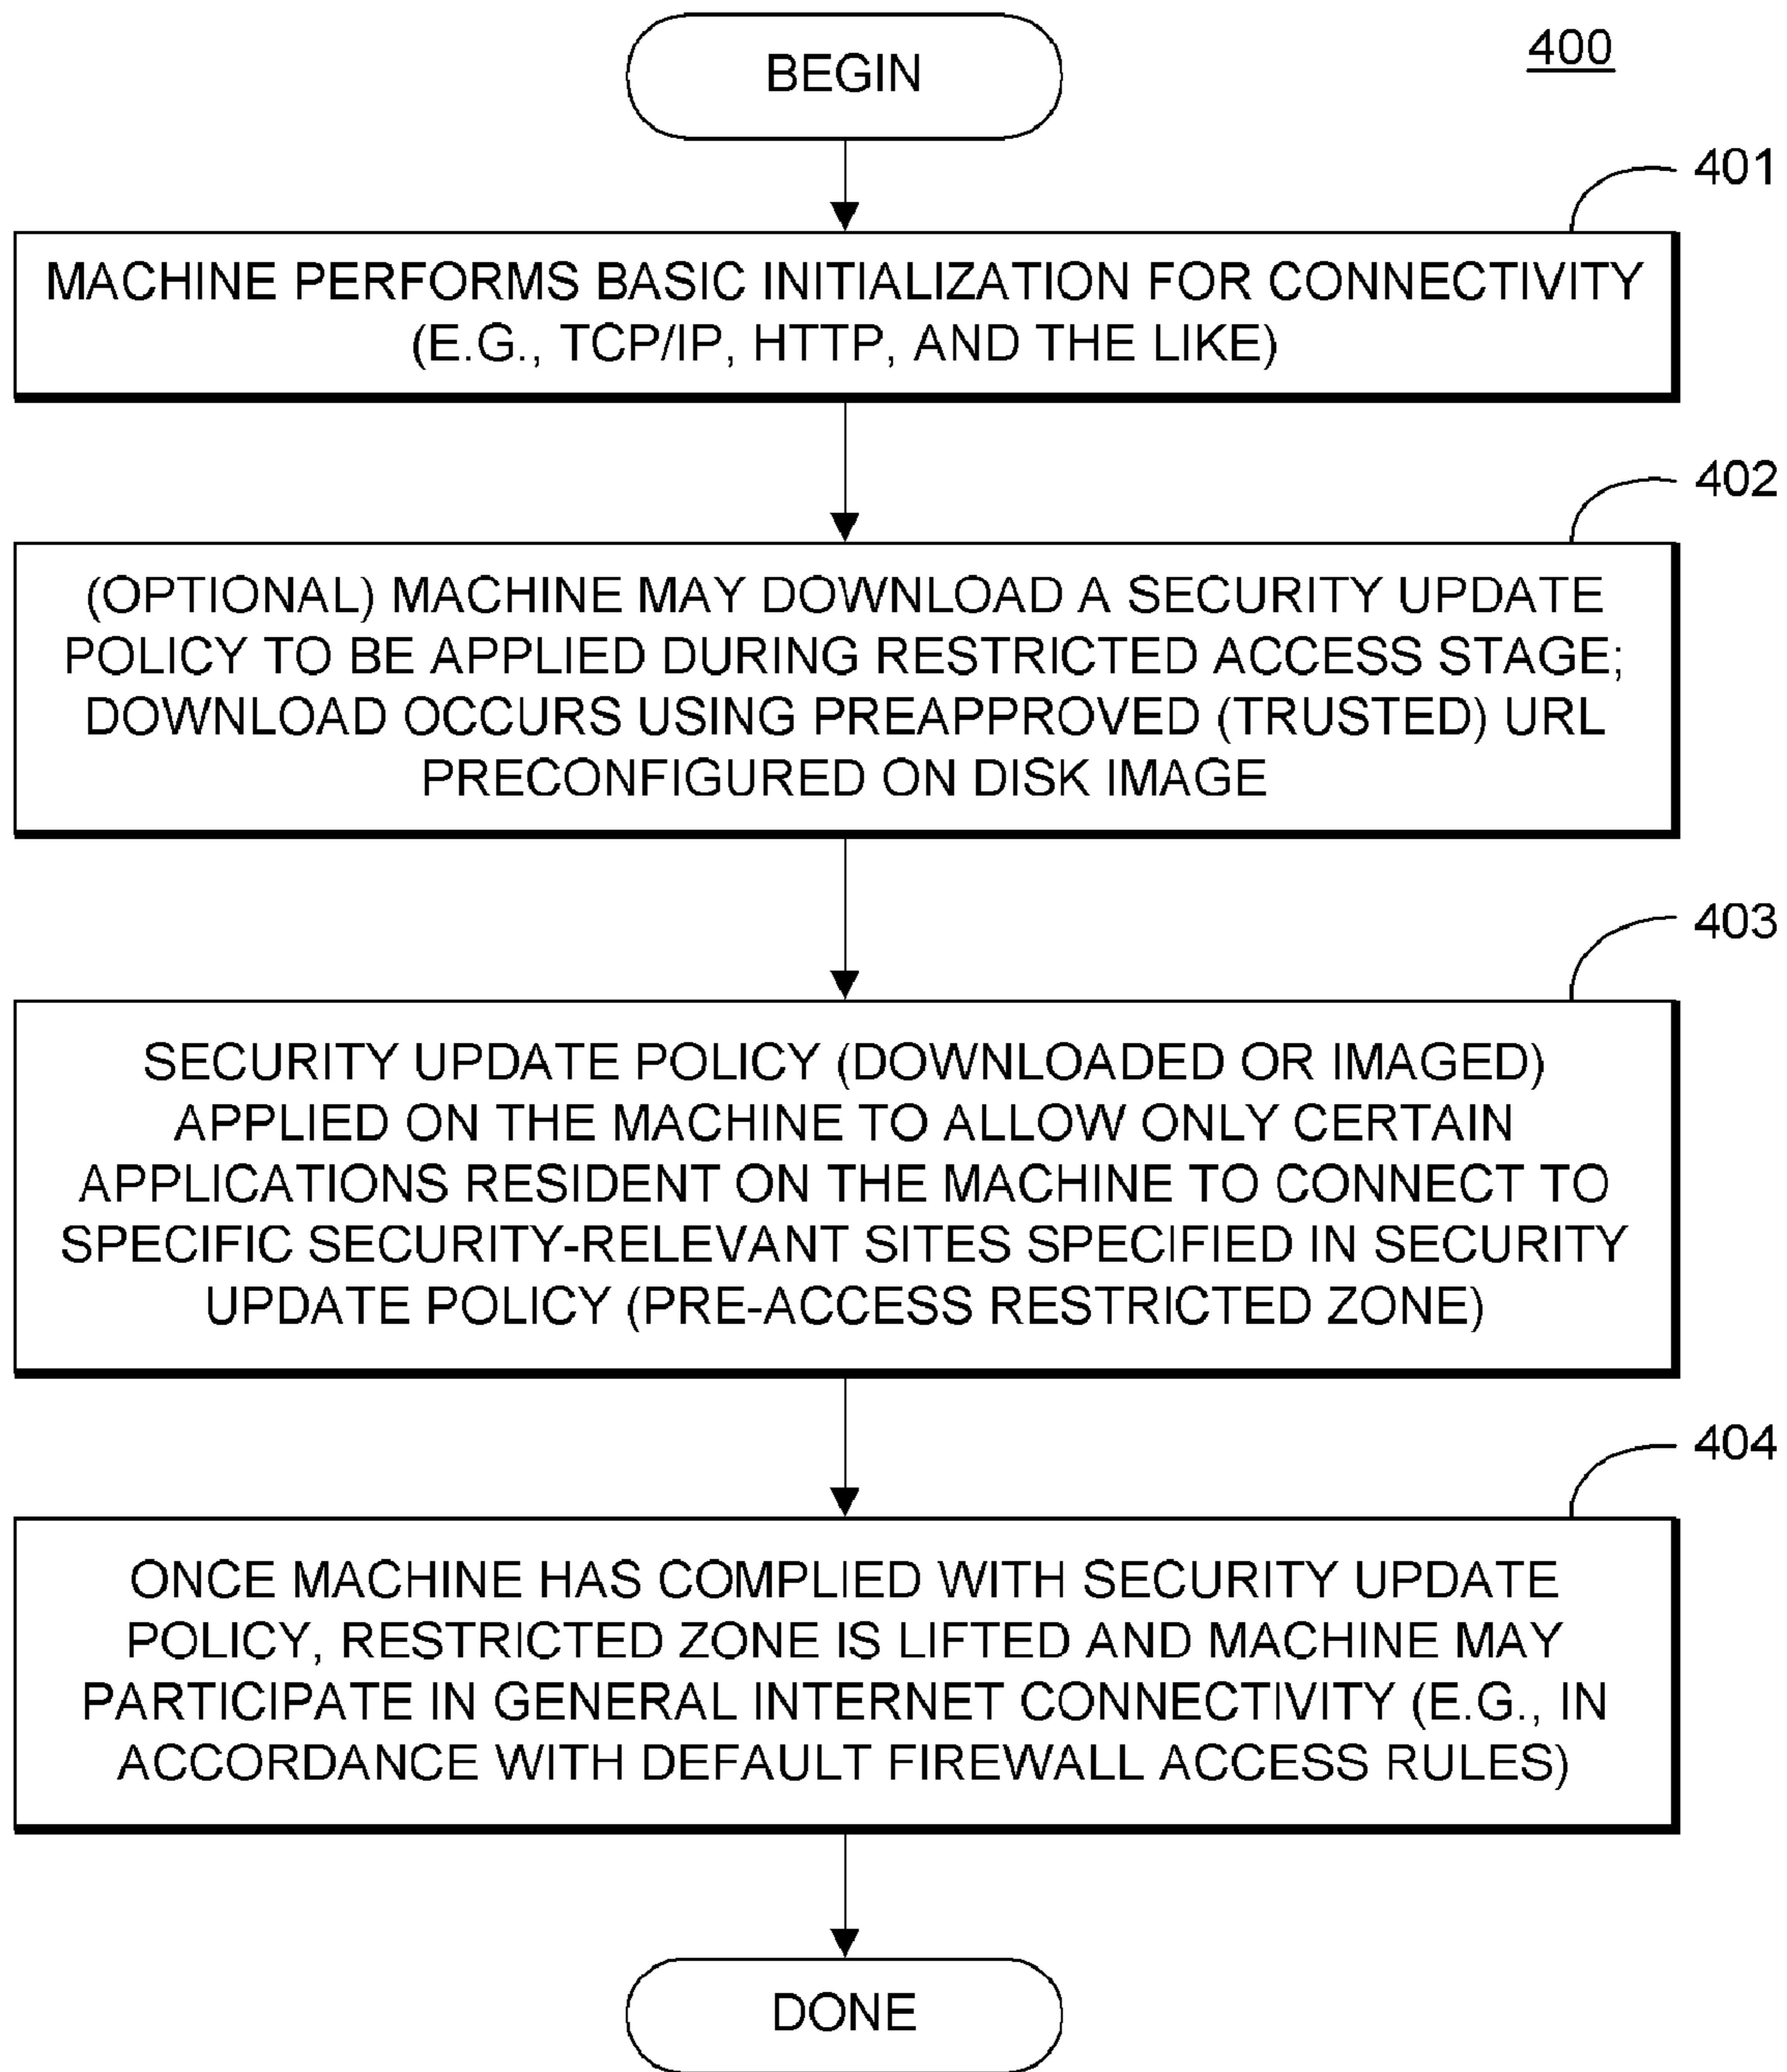 BEGIN
400
401
MACHINE PERFORMS BASIC INITIALIZATION FOR CONNECTIVITY
(E.G., TCP/IP, HTTP, AND THE LIKE)
402
(OPTIONAL) MACHINE MAY DOWNLOAD A SECURITY UPDATE
POLICY TO BE APPLIED DURING RESTRICTED ACCESS STAGE;
DOWNLOAD OCCURS USING PREAPPROVED (TRUSTED) URL
PRECONFIGURED ON DISK IMAGE
403
SECURITY UPDATE POLICY (DOWNLOADED OR IMAGED)
APPLIED ON THE MACHINE TO ALLOW ONLY CERTAIN
APPLICATIONS RESIDENT ON THE MACHINE TO CONNECT TO
SPECIFIC SECURITY-RELEVANT SITES SPECIFIED IN SECURITY
UPDATE POLICY (PRE-ACCESS RESTRICTED ZONE)
404
ONCE MACHINE HAS COMPLIED WITH SECURITY UPDATE
POLICY, RESTRICTED ZONE IS LIFTED AND MACHINE MAY
PARTICIPATE IN GENERAL INTERNET CONNECTIVITY (E.G., IN
ACCORDANCE WITH DEFAULT FIREWALL ACCESS RULES)
DONE